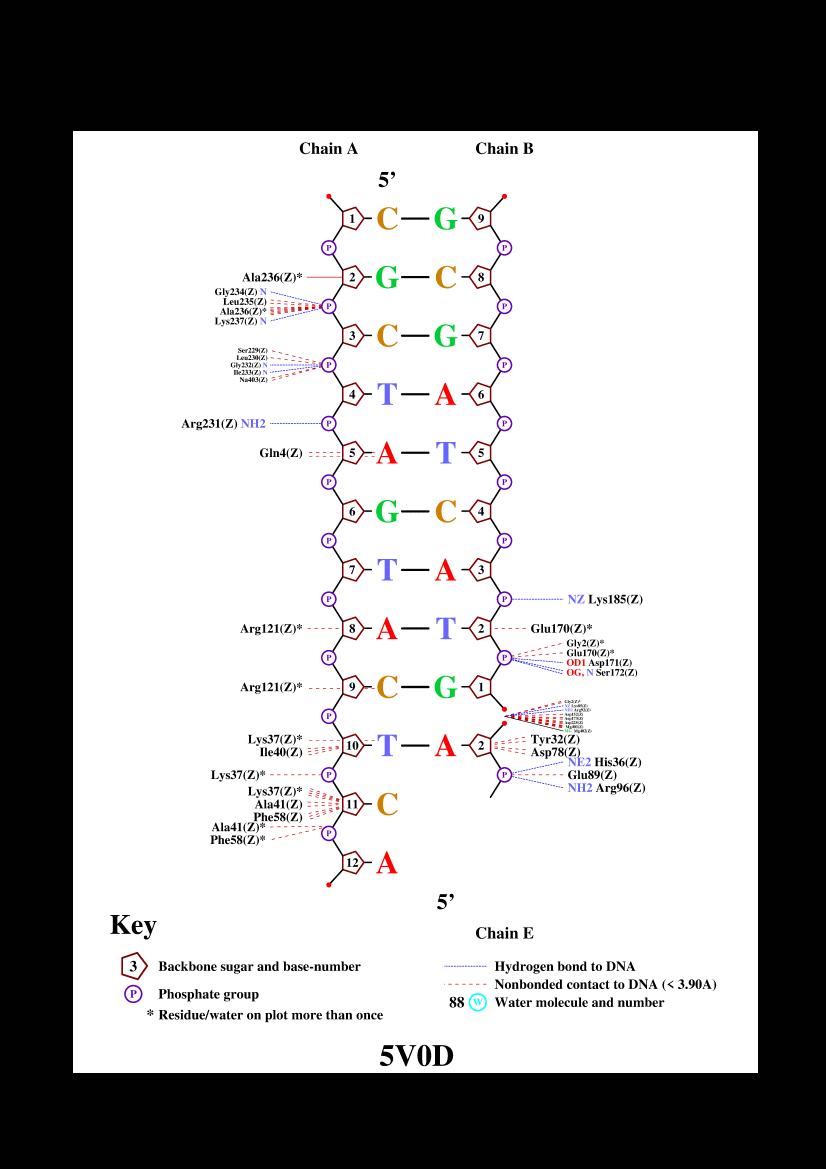 Chain A Chain B
5’
1 C G 9
P P
Ala236(Z)* 2 G C 8
Gly234(Z) N
Leu235(Z)
P P
Ala236(Z)*
Lys237(Z) N
3 C G 7
Ser229(Z)
Leu230(Z)
Gly232(Z) N P P
Ile233(Z) N
Na403(Z)
4 T A 6
Arg231(Z) NH2 P P
Gln4(Z) 5 A T 5
P P
6 G C 4
P P
7 T A 3
P P NZ Lys185(Z)
Arg121(Z)* 8 A T 2 Glu170(Z)*
Gly2(Z)*
Glu170(Z)*
P P
OD1 Asp171(Z)
OG, N Ser172(Z)
Arg121(Z)* 9 C G 1
P
Lys37(Z)* Tyr32(Z)
10 T A 2
Ile40(Z) Asp78(Z)
NE2 His36(Z)
Lys37(Z)* P P Glu89(Z)
NH2 Arg96(Z)
Lys37(Z)*
Ala41(Z) 11 C
Phe58(Z)
Ala41(Z)* P
Phe58(Z)*
12 A
5’
Key
Chain E
3 Backbone sugar and base-number
Hydrogen bond to DNA
Nonbonded contact to DNA (< 3.90A)
P Phosphate group
88 W Water molecule and number
* Residue/water on plot more than once
5V0D